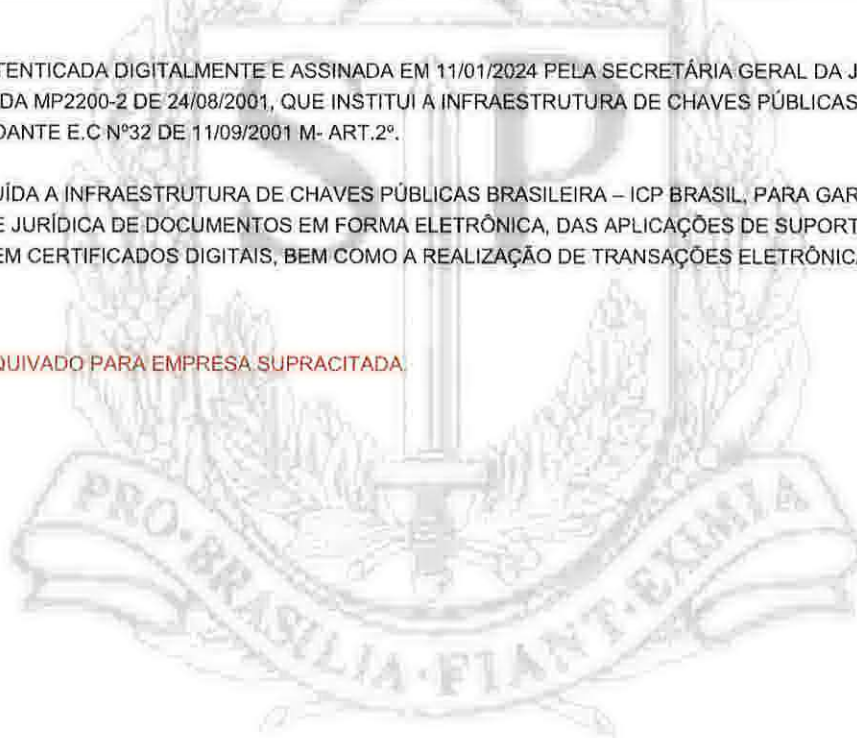 TENTICADA DIGITALMENTE E ASSINADA EM 11/01/2024 PELA SECRETÁRIA GERAL DA J
DA MP2200-2 DE 24/08/2001, QUE INSTITUI A INFRAESTRUTURA DE CHAVES PÚBLICAS
DANTE E.C Nº32 DE 11/09/2001 M- ART.2º.
UÍDA A INFRAESTRUTURA DE CHAVES PÚBLICAS BRASILEIRA – ICP BRASIL, PARA GAR
E JURÍDICA DE DOCUMENTOS EM FORMA ELETRÔNICA, DAS APLICAÇÕES DE SUPORT
EM CERTIFICADOS DIGITAIS, BEM COMO A REALIZAÇÃO DE TRANSAÇÕES ELETRÔNICA
QUIVADO PARA EMPRESA SUPRACITADA.
SP
PRO·BRASILIA·FIANT·EXIMIA